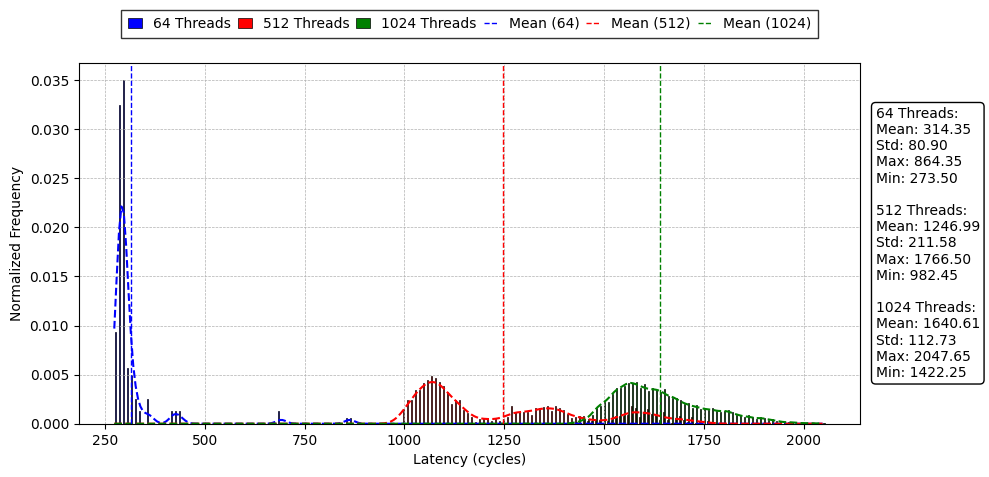 64 Threads 512 Threads 1024 Threads Mean (64) Mean (512) Mean (1024)
0.035
0.030
0.025
0.020
0.015
0.010
0.005
0.000
Normalized Frequency
250 500 750 1000 1250 1500 1750 2000
Latency (cycles)
64 Threads:
Mean: 314.35
Std: 80.90
Max: 864.35
Min: 273.50
512 Threads:
Mean: 1246.99
Std: 211.58
Max: 1766.50
Min: 982.45
1024 Threads:
Mean: 1640.61
Std: 112.73
Max: 2047.65
Min: 1422.25